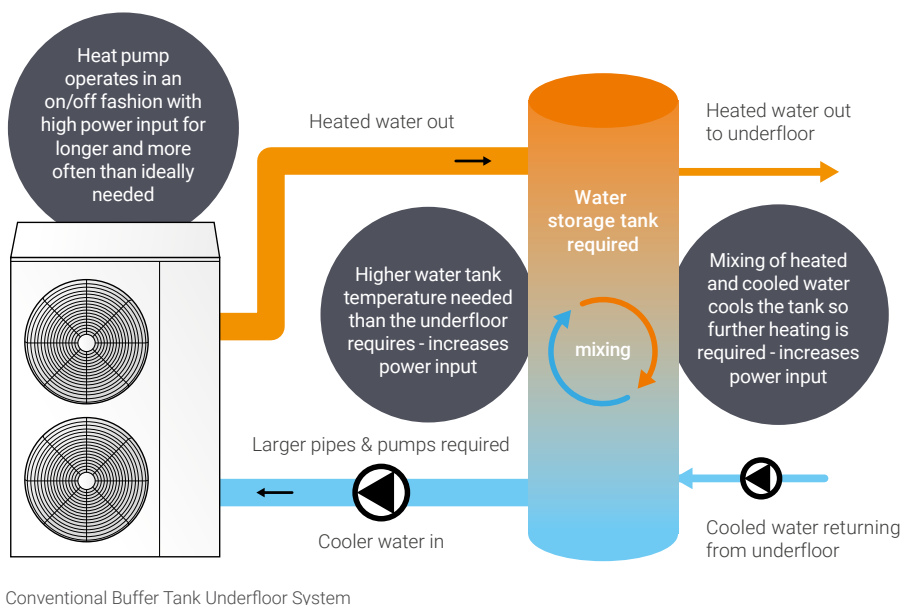 Heat pump
operates in an
on/off fashion with
high power input for
longer and more
often than ideally
needed
Heated water out
Heated water out
to underfloor
Water
storage tank
required
Higher water tank
temperature needed
than the underfloor
requires - increases
power input
mixing
Mixing of heated
and cooled water
cools the tank so
further heating is
required - increases
power input
Larger pipes & pumps required
Cooler water in
Cooled water returning
from underfloor
Conventional Buffer Tank Underfloor System